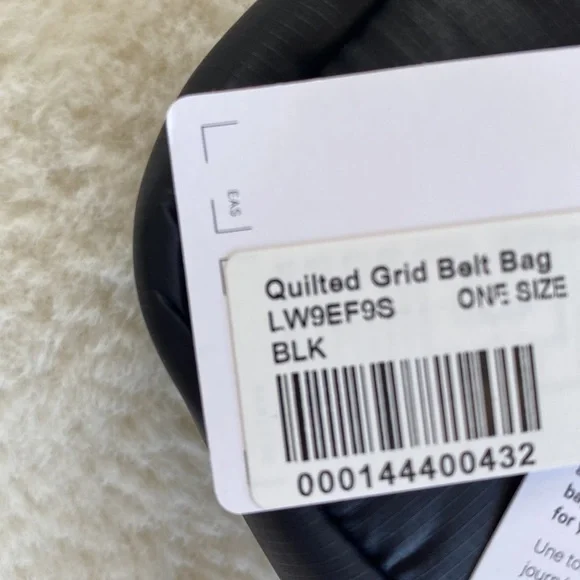 EAS
Quilted Grid Belt Bag
LW9EF9S ONE SIZE
BLK
000144400432
for
Une to
journ